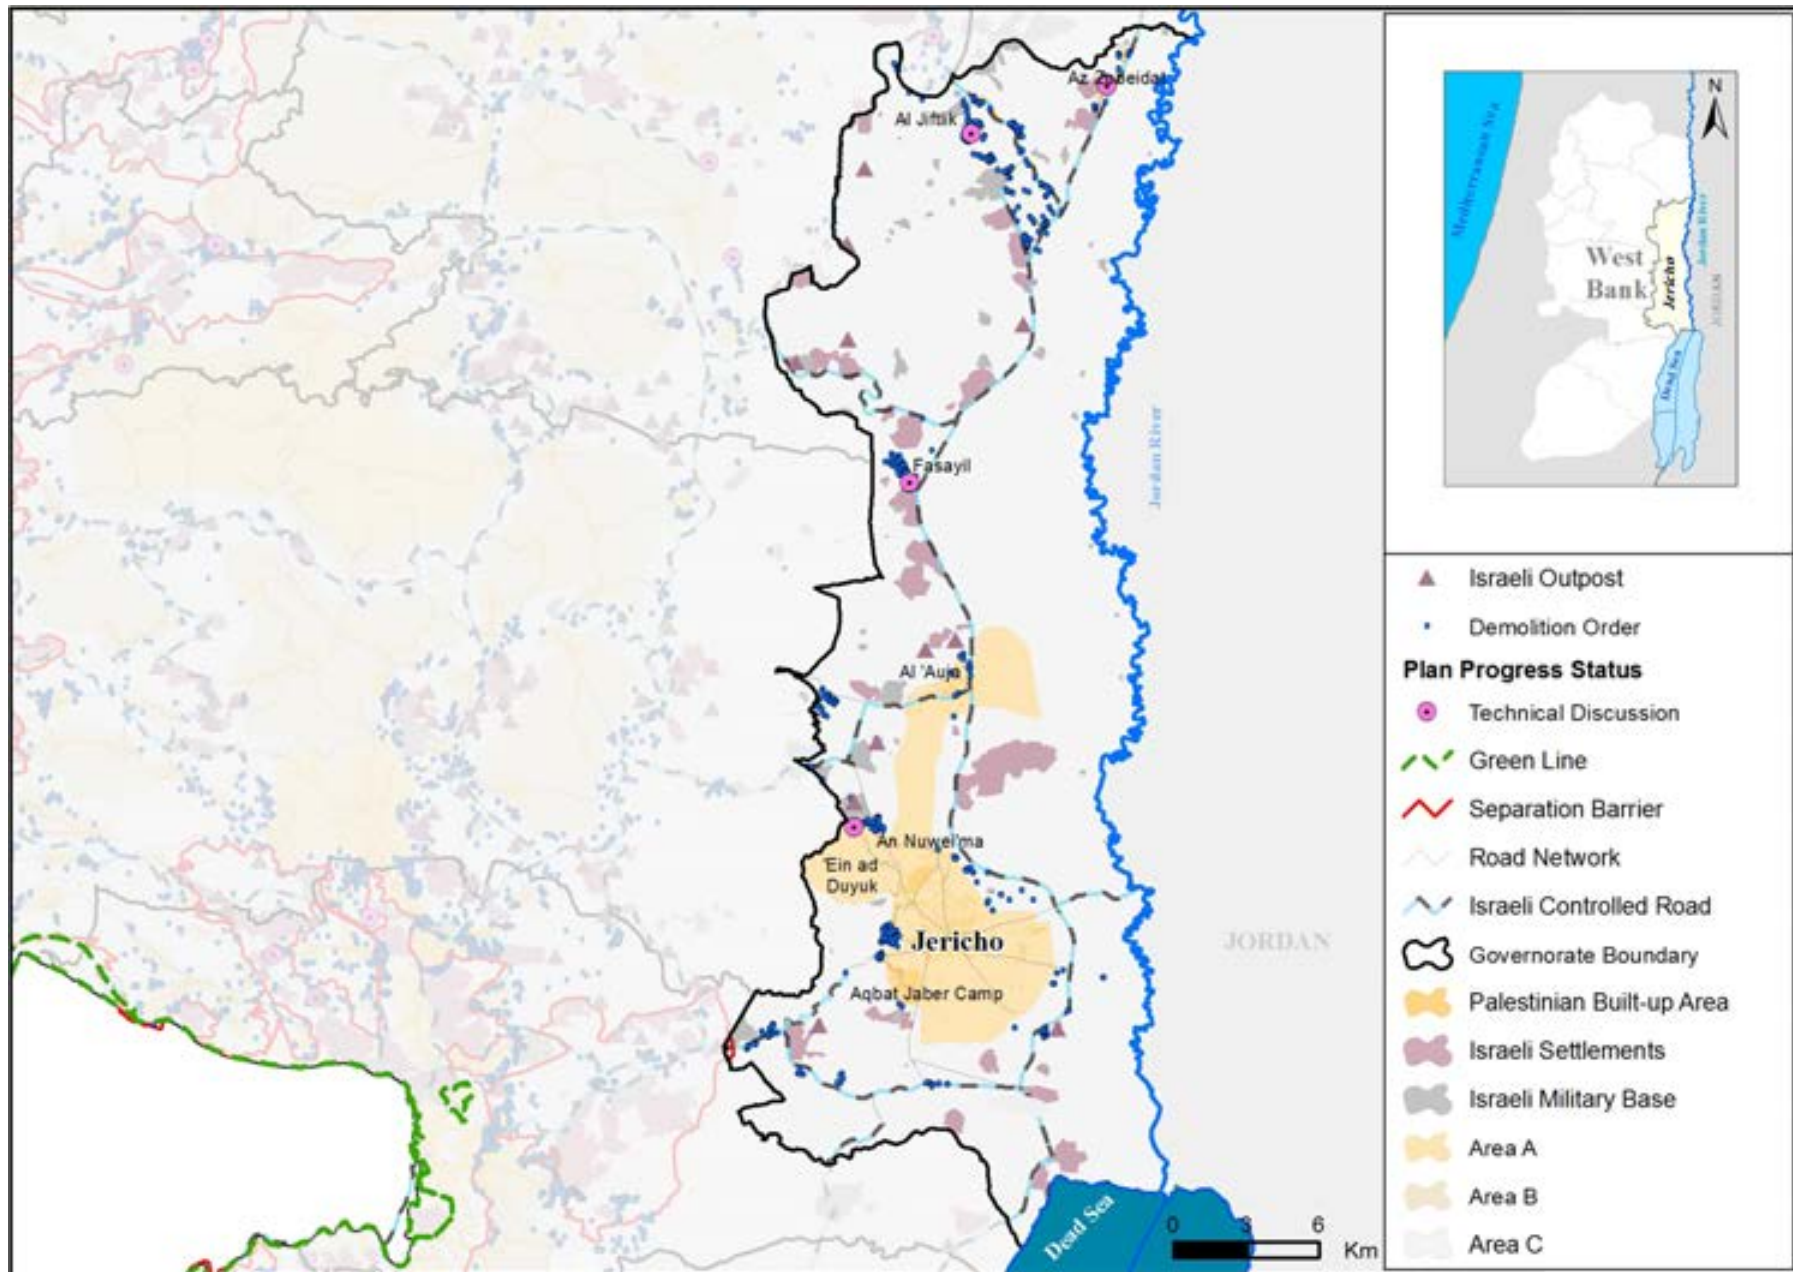 Az Zubeidat
Al Jiftlik
Fasayil
Jordan River
Al 'Auja
An Nuwei'ma
'Ein ad
Duyuk
Jericho
JORDAN
Aqbat Jaber Camp
Dead Sea
0 3 6
Km
N
Mediterranean Sea
West
Bank
Jericho
Jordan River
JORDAN
Dead Sea
Israeli Outpost
Demolition Order
Plan Progress Status
Technical Discussion
Green Line
Separation Barrier
Road Network
Israeli Controlled Road
Governorate Boundary
Palestinian Built-up Area
Israeli Settlements
Israeli Military Base
Area A
Area B
Area C